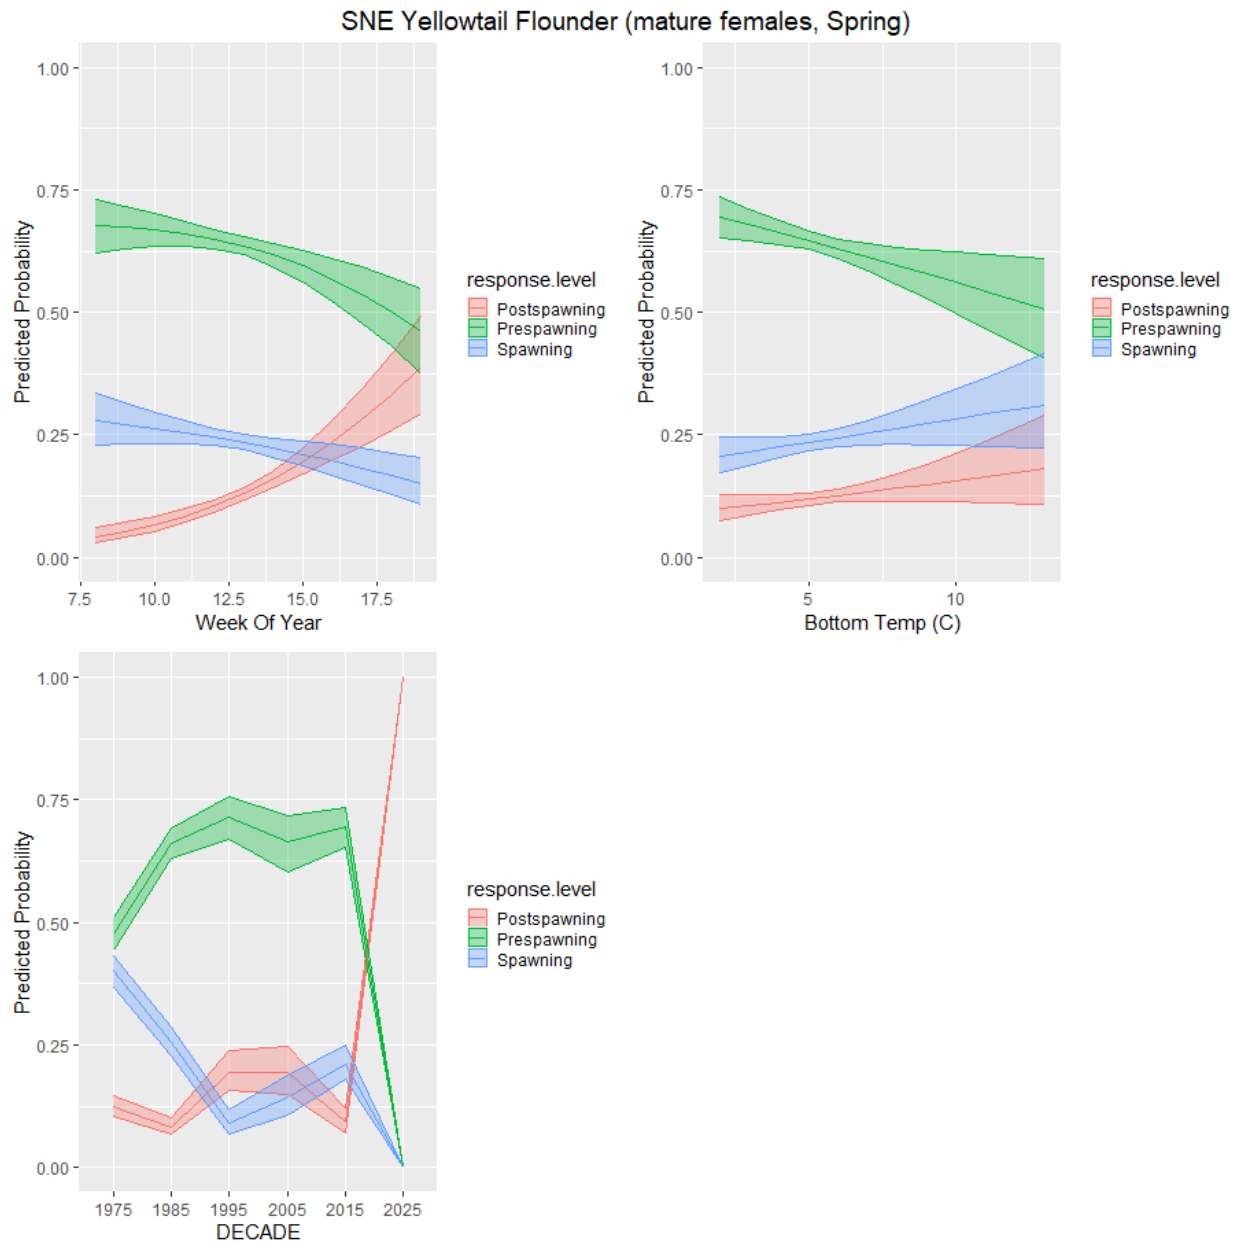 SNE Yellowtail Flounder (mature females, Spring)
1.00
0.75
0.50
0.25
0.00
Predicted Probability
7.5 10.0 12.5 15.0 17.5
Week Of Year
response.level
Postspawning
Prespawning
Spawning
1.00
0.75
0.50
0.25
0.00
Predicted Probability
5 10
Bottom Temp (C)
response.level
Postspawning
Prespawning
Spawning
1.00
0.75
0.50
0.25
0.00
Predicted Probability
1975 1985 1995 2005 2015 2025
DECADE
response.level
Postspawning
Prespawning
Spawning